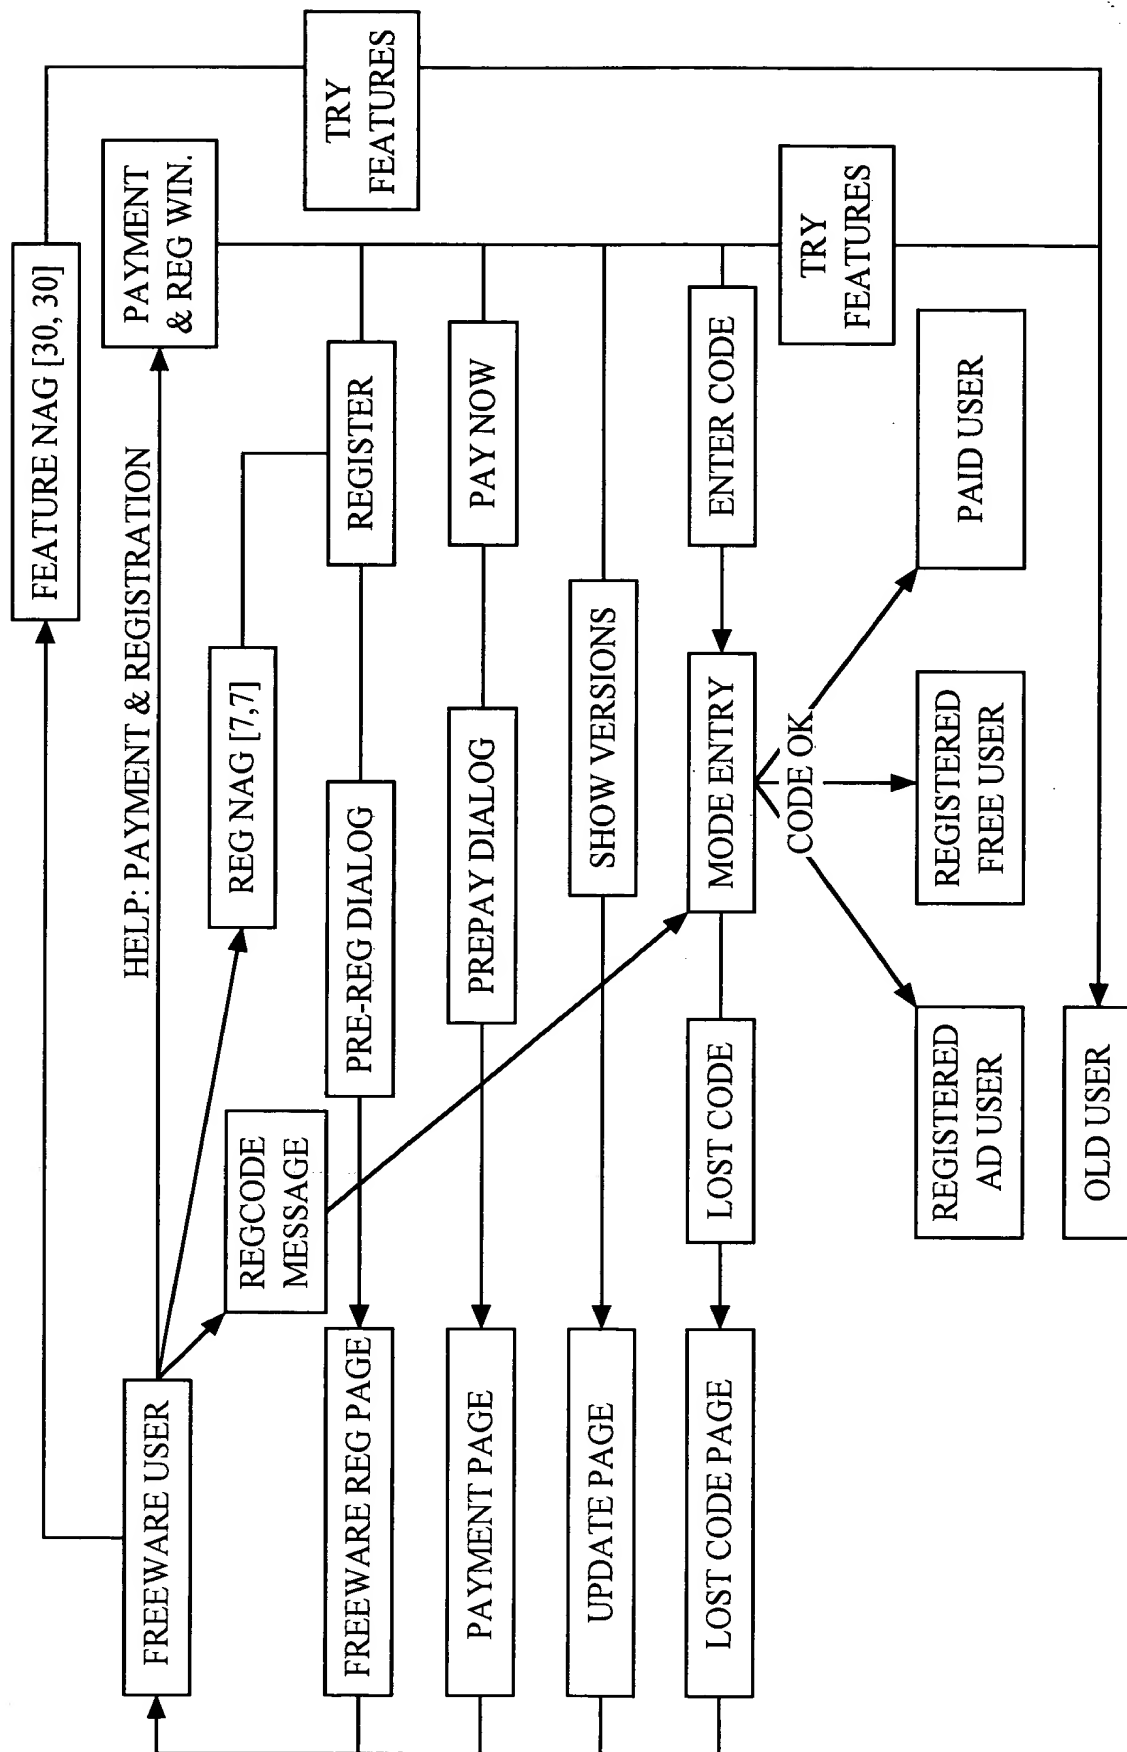 FEATURE NAG [30, 30]
TRY
FEATURES
HELP: PAYMENT & REGISTRATION
PAYMENT
& REG WIN.
FREEWARE USER
REG NAG [7,7]
REGCODE
MESSAGE
FREEWARE REG PAGE
PRE-REG DIALOG
REGISTER
PAYMENT PAGE
PREPAY DIALOG
PAY NOW
UPDATE PAGE
SHOW VERSIONS
LOST CODE PAGE
LOST CODE
MODE ENTRY
ENTER CODE
TRY
FEATURES
CODE OK
REGISTERED
AD USER
REGISTERED
FREE USER
PAID USER
OLD USER